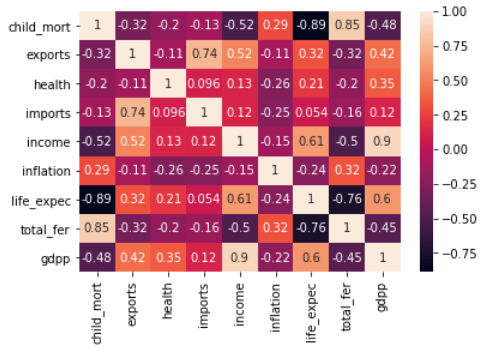 child_mort 1 -0.32 -0.2 -0.13 -0.52 0.29 -0.89 0.85 -0.48
exports -0.32 1 -0.11 0.74 0.52 -0.11 0.32 -0.32 0.42
health -0.2 -0.11 1 0.096 0.13 -0.26 0.21 -0.2 0.35
imports -0.13 0.74 0.096 1 0.12 -0.25 0.054 -0.16 0.12
income -0.52 0.52 0.13 0.12 1 -0.15 0.61 -0.5 0.9
inflation 0.29 -0.11 -0.26 -0.25 -0.15 1 -0.24 0.32 -0.22
life_expec -0.89 0.32 0.21 0.054 0.61 -0.24 1 -0.76 0.6
total_fer 0.85 -0.32 -0.2 -0.16 -0.5 0.32 -0.76 1 -0.45
gdpp -0.48 0.42 0.35 0.12 0.9 -0.22 0.6 -0.45 1
child_mort exports health imports income inflation life_expec total_fer gdpp
1.00
0.75
0.50
0.25
0.00
-0.25
-0.50
-0.75